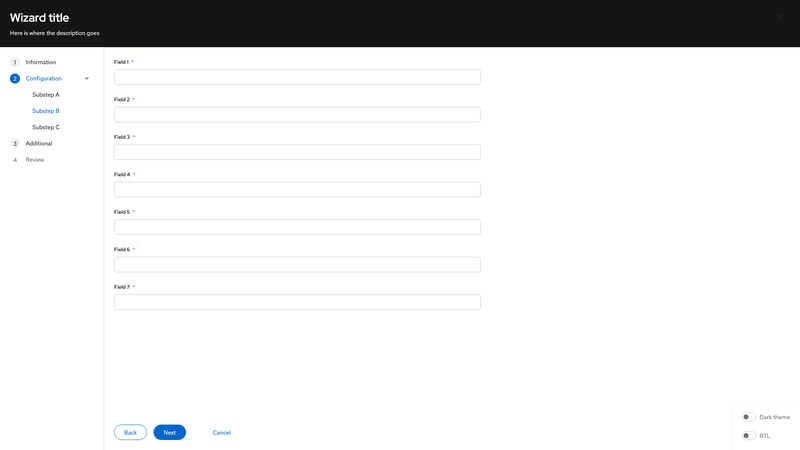 Wizard title
Here is where the description goes
1 Information
2 Configuration
Substep A
Substep B
Substep C
3 Additional
4 Review
Field 1 *
Field 2 *
Field 3 *
Field 4 *
Field 5 *
Field 6 *
Field 7 *
Back Next Cancel
Dark theme
RTL